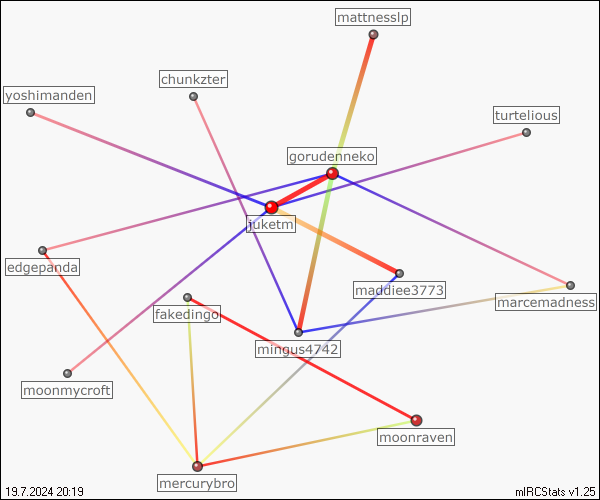 mattnesslp
chunkzter
yoshimanden
turtelious
gorudenneko
juketm
edgepanda
maddiee3773
marcemadness
fakedingo
mingus4742
moonmycroft
moonraven
mercurybro
19.7.2024 20:19
mIRCStats v1.25